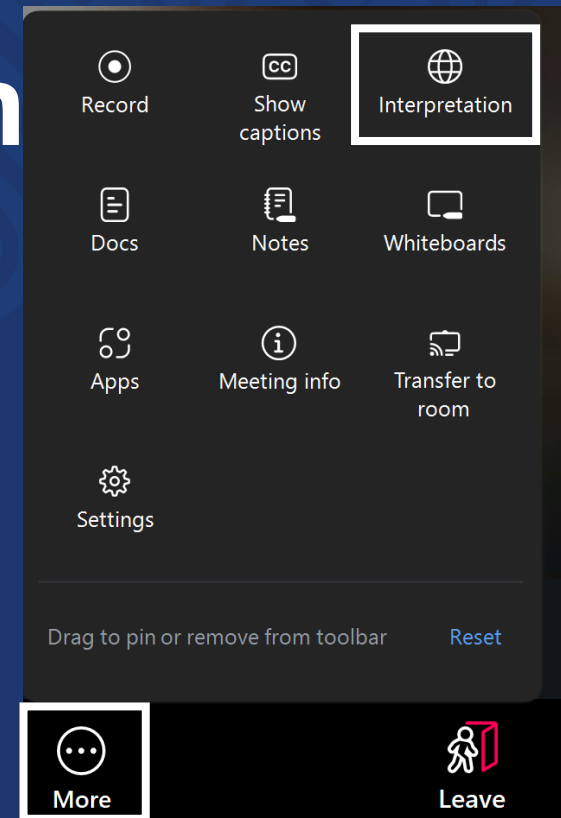 n
Record
CC
Show
captions
Interpretation
Docs
Notes
Whiteboards
Apps
Meeting info
Transfer to
room
Settings
Drag to pin or remove from toolbar
Reset
More
Leave